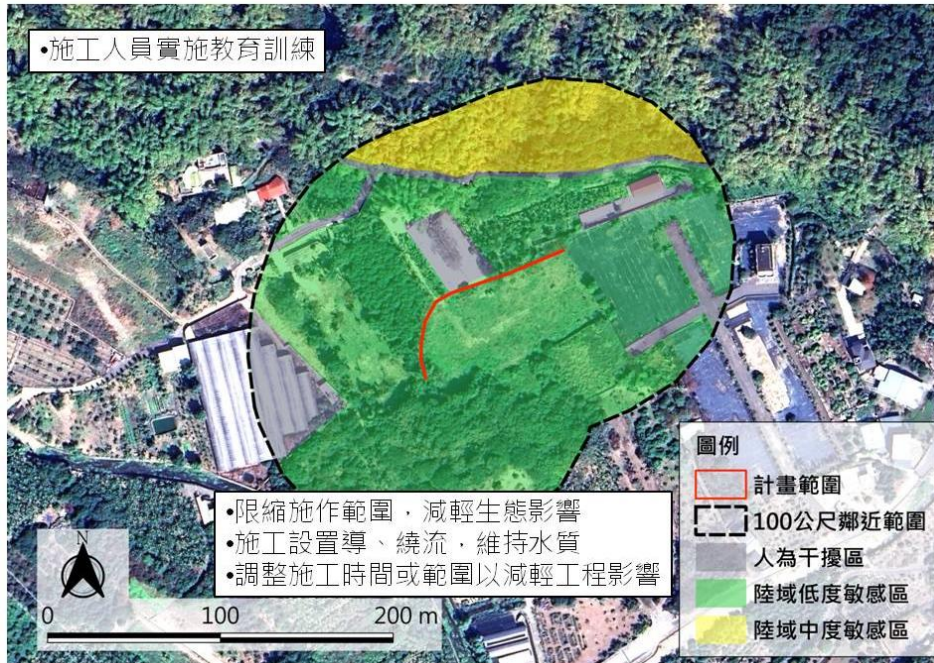 •施工人員實施教育訓練
•限縮施作範圍，減輕生態影響
•施工設置導、繞流，維持水質
•調整施工時間或範圍以減輕工程影響
圖例
計畫範圍
100公尺鄰近範圍
人為干擾區
陸域低度敏感區
陸域中度敏感區
N
0 100 200 m